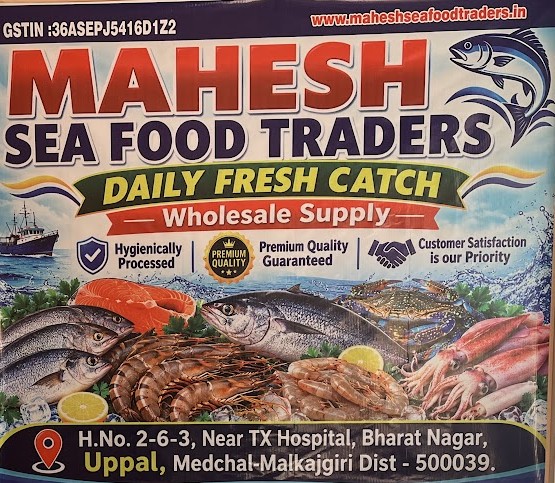 GSTIN :36ASEPJ5416D1Z2
www.maheshseafoodtraders.in
MAHESH
SEA FOOD TRADERS
DAILY FRESH CATCH
Wholesale Supply
Hygienically
Processed
PREMIUM
QUALITY
Premium Quality
Guaranteed
Customer Satisfaction
is our Priority
H.No. 2-6-3, Near TX Hospital, Bharat Nagar,
Uppal, Medchal-Malkajgiri Dist - 500039.